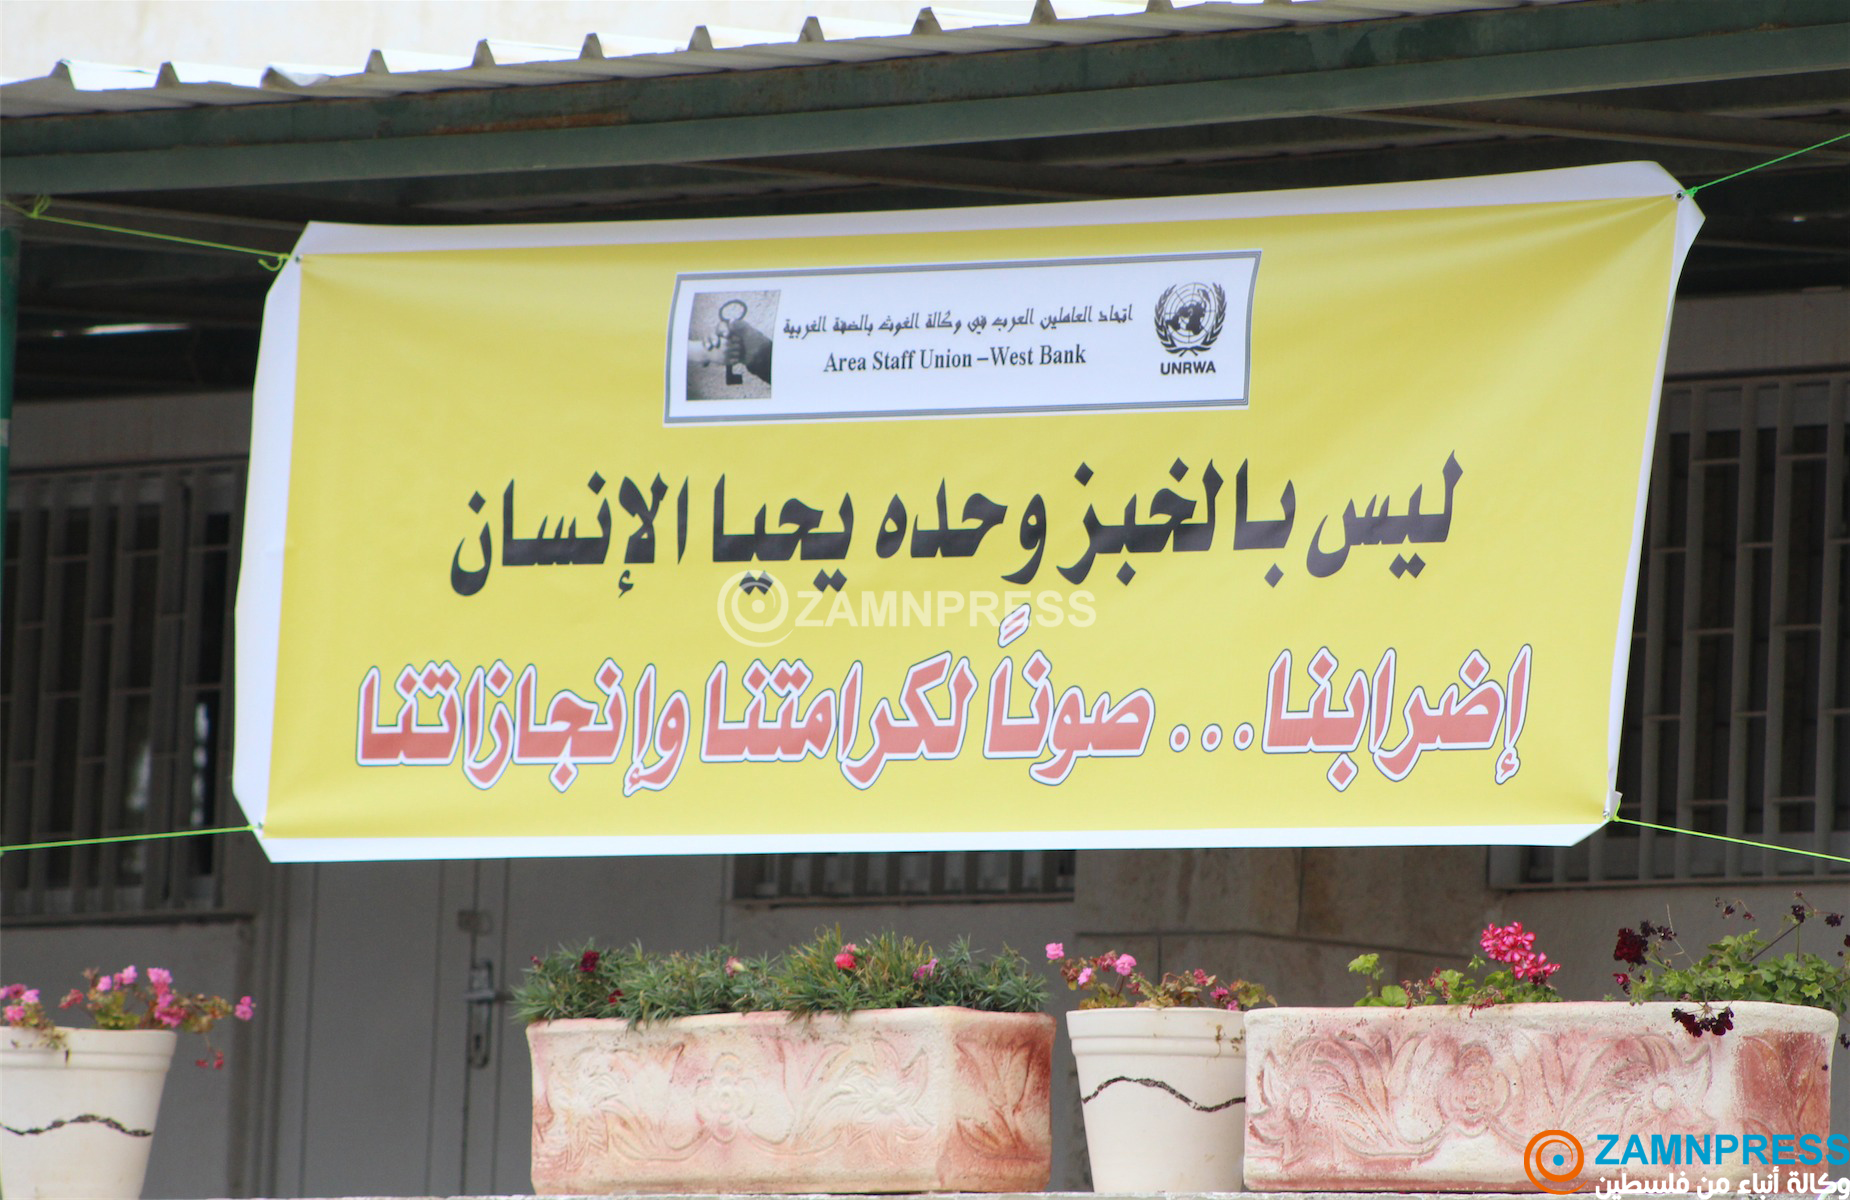 اتحاد العاملين العرب في وكالة الغوث بالضفة الغربية
Area Staff Union –West Bank
UNRWA
ليس بالخبز وحده يحيا الإنسان
ZAMNPRESS
إضرابنا... صوناً لكرامتنا وإنجازاتنا
ZAMNPRESS
وكالة أنباء من فلسطين